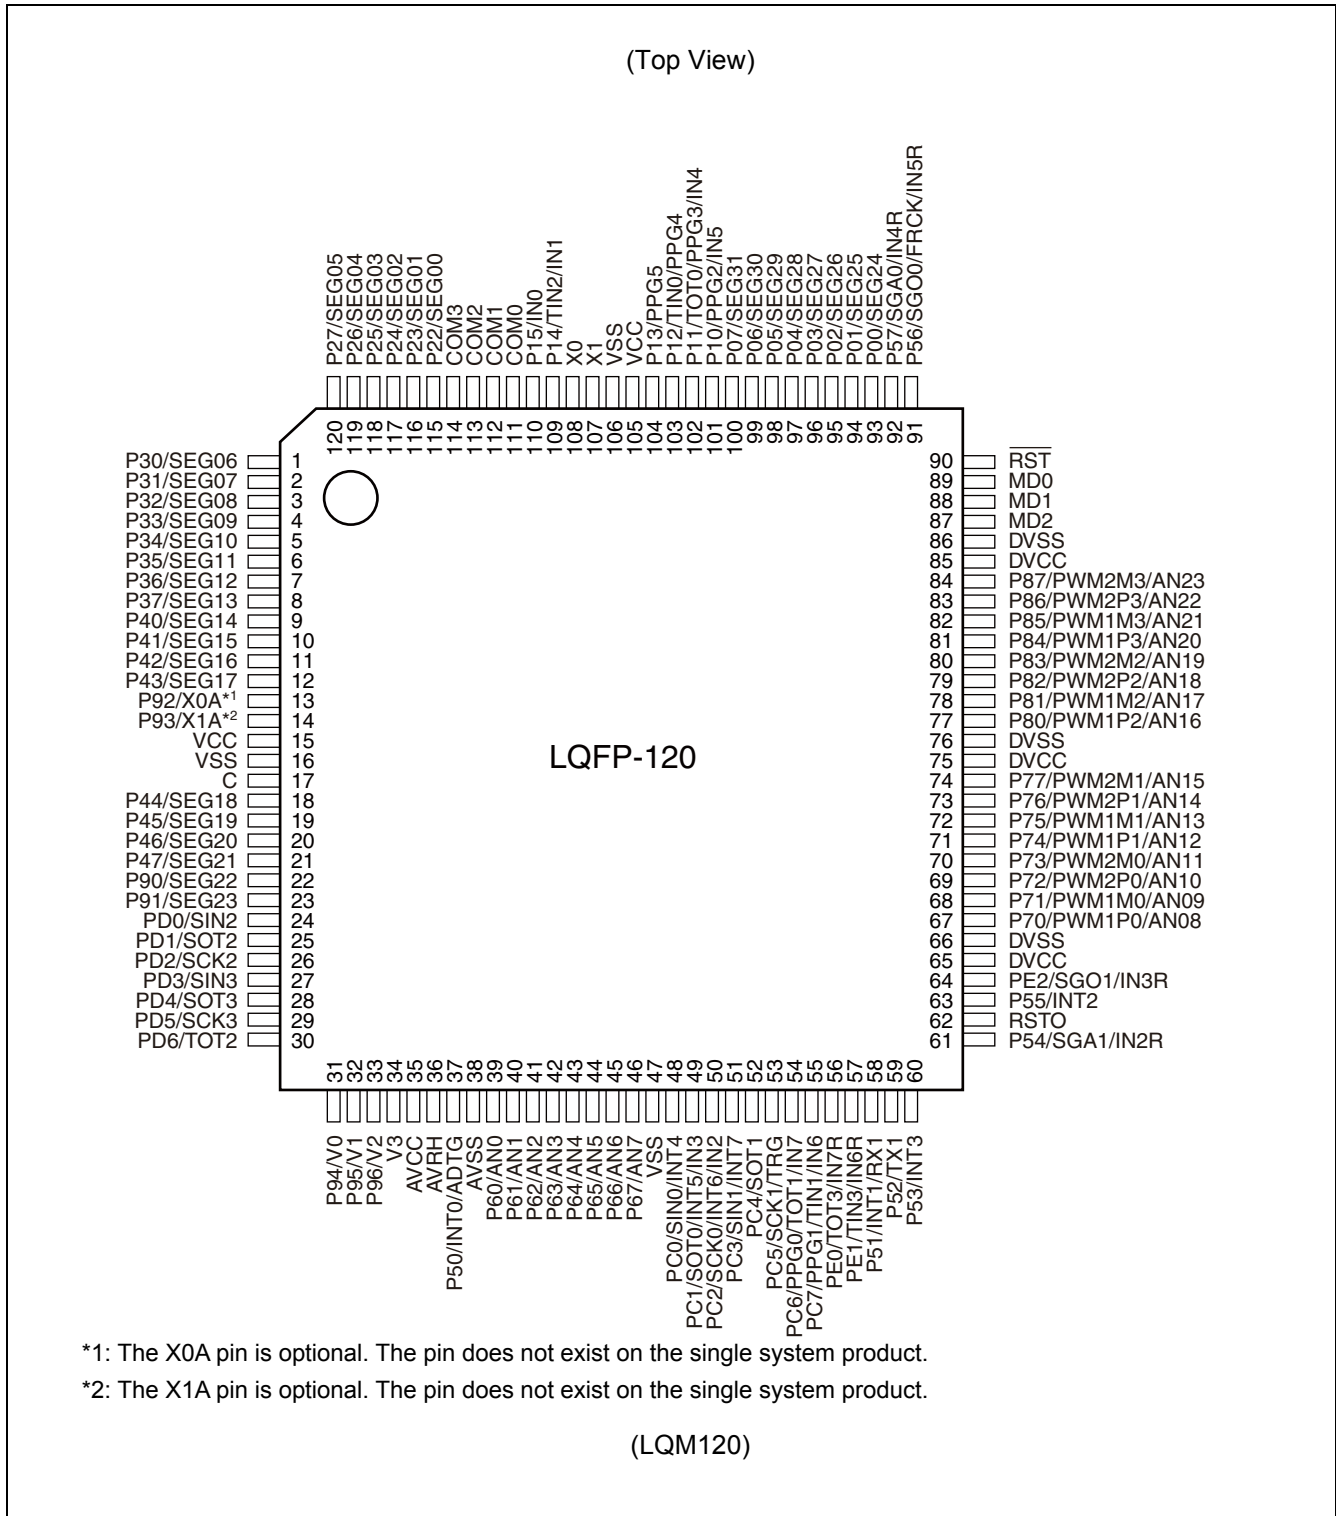 (Top View)
P27/SEG05
P26/SEG04
P25/SEG03
P24/SEG02
P23/SEG01
P22/SEG00
COM3
COM2
COM1
COM0
P15/IN0
P14/TIN2/IN1
X0
X1
VSS
VCC
P13/PPG5
P12/TIN0/PPG4
P11/TOT0/PPG3/IN4
P10/PPG2/IN5
P07/SEG31
P06/SEG30
P05/SEG29
P04/SEG28
P03/SEG27
P02/SEG26
P01/SEG25
P00/SEG24
P57/SGA0/IN4R
P56/SGO0/FRCK/IN5R
120
119
118
117
116
115
114
113
112
111
110
109
108
107
106
105
104
103
102
101
100
99
98
97
96
95
94
93
92
91
P30/SEG06 1
P31/SEG07 2
P32/SEG08 3
P33/SEG09 4
P34/SEG10 5
P35/SEG11 6
P36/SEG12 7
P37/SEG13 8
P40/SEG14 9
P41/SEG15 10
P42/SEG16 11
P43/SEG17 12
P92/X0A*1 13
P93/X1A*2 14
VCC 15
VSS 16
C 17
P44/SEG18 18
P45/SEG19 19
P46/SEG20 20
P47/SEG21 21
P90/SEG22 22
P91/SEG23 23
PD0/SIN2 24
PD1/SOT2 25
PD2/SCK2 26
PD3/SIN3 27
PD4/SOT3 28
PD5/SCK3 29
PD6/TOT2 30
LQFP-120
90 RST
89 MD0
88 MD1
87 MD2
86 DVSS
85 DVCC
84 P87/PWM2M3/AN23
83 P86/PWM2P3/AN22
82 P85/PWM1M3/AN21
81 P84/PWM1P3/AN20
80 P83/PWM2M2/AN19
79 P82/PWM2P2/AN18
78 P81/PWM1M2/AN17
77 P80/PWM1P2/AN16
76 DVSS
75 DVCC
74 P77/PWM2M1/AN15
73 P76/PWM2P1/AN14
72 P75/PWM1M1/AN13
71 P74/PWM1P1/AN12
70 P73/PWM2M0/AN11
69 P72/PWM2P0/AN10
68 P71/PWM1M0/AN09
67 P70/PWM1P0/AN08
66 DVSS
65 DVCC
64 PE2/SGO1/IN3R
63 P55/INT2
62 RSTO
61 P54/SGA1/IN2R
31
32
33
34
35
36
37
38
39
40
41
42
43
44
45
46
47
48
49
50
51
52
53
54
55
56
57
58
59
60
P94/V0
P95/V1
P96/V2
V3
AVCC
AVRH
P50/INT0/ADTG
AVSS
P60/AN0
P61/AN1
P62/AN2
P63/AN3
P64/AN4
P65/AN5
P66/AN6
P67/AN7
VSS
PC0/SIN0/INT4
PC1/SOT0/INT5/IN3
PC2/SCK0/INT6/IN2
PC3/SIN1/INT7
PC4/SOT1
PC5/SCK1/TRG
PC6/PPG0/TOT1/IN7
PC7/PPG1/TIN1/IN6
PE0/TOT3/IN7R
PE1/TIN3/IN6R
P51/INT1/RX1
P52/TX1
P53/INT3
*1: The X0A pin is optional. The pin does not exist on the single system product.
*2: The X1A pin is optional. The pin does not exist on the single system product.
(LQM120)